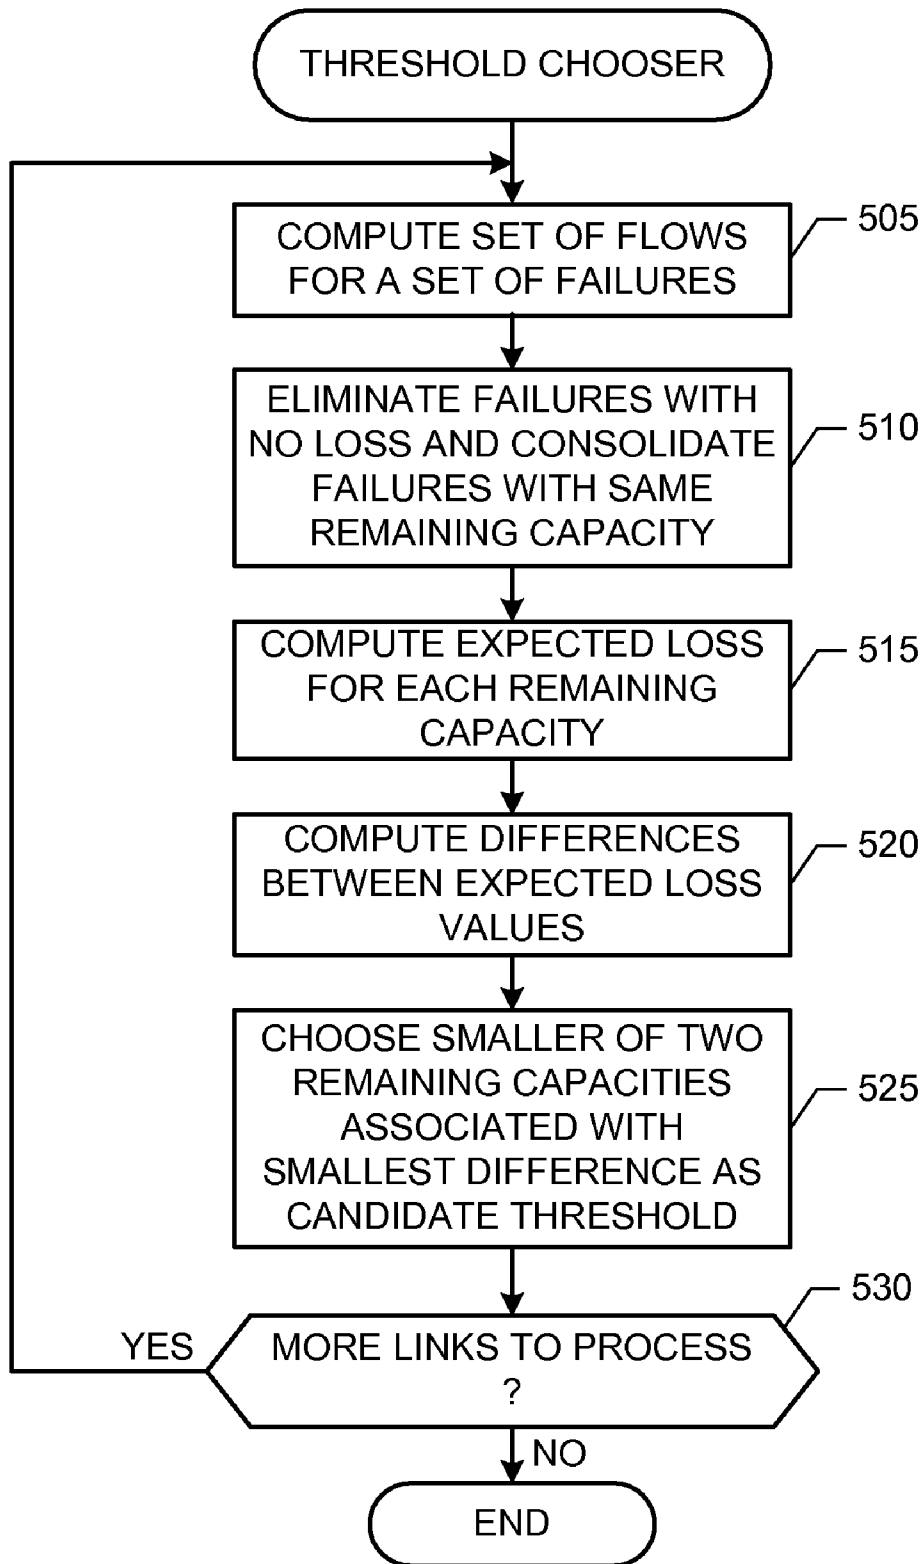 THRESHOLD CHOOSER
COMPUTE SET OF FLOWS
FOR A SET OF FAILURES
505
ELIMINATE FAILURES WITH
NO LOSS AND CONSOLIDATE
FAILURES WITH SAME
REMAINING CAPACITY
510
COMPUTE EXPECTED LOSS
FOR EACH REMAINING
CAPACITY
515
COMPUTE DIFFERENCES
BETWEEN EXPECTED LOSS
VALUES
520
CHOOSE SMALLER OF TWO
REMAINING CAPACITIES
ASSOCIATED WITH
SMALLEST DIFFERENCE AS
CANDIDATE THRESHOLD
525
530
YES
MORE LINKS TO PROCESS
?
NO
END